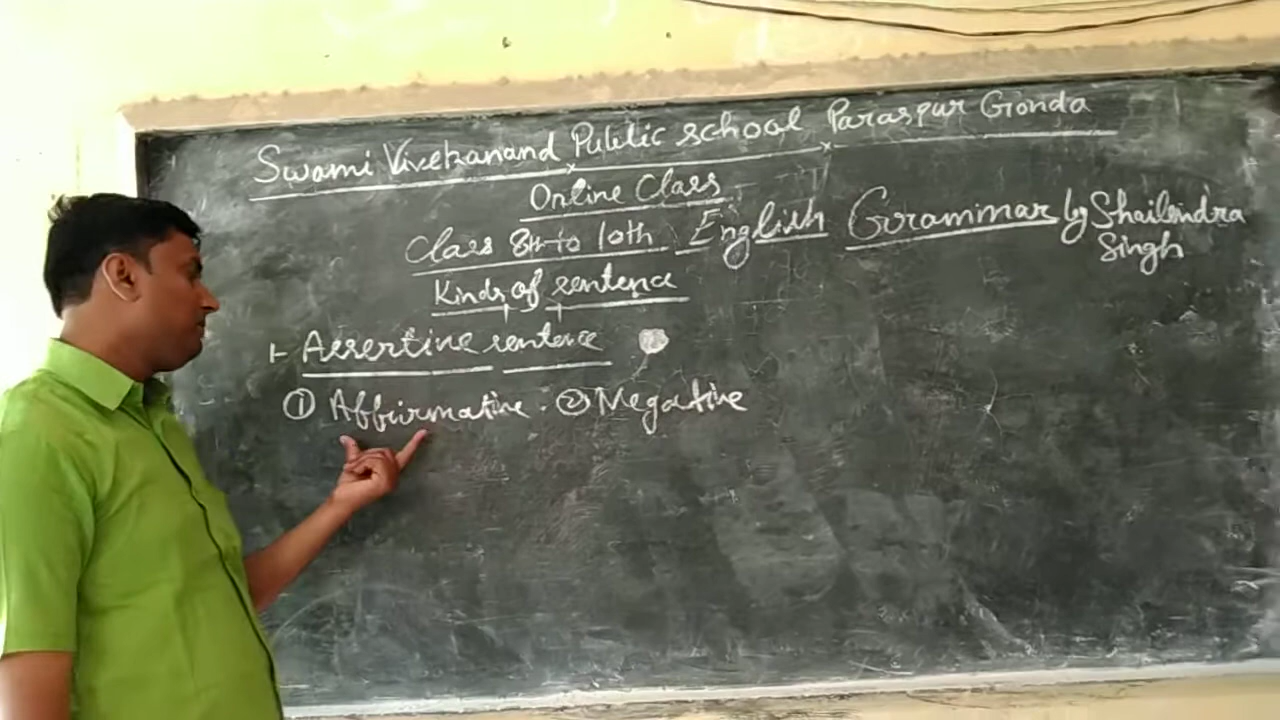 Swami Vivekanand Public school Paraspur Gonda
Online Class
Class 8th to 10th English Grammar by Shailendra Singh
Kinds of sentence
1- Assertive sentence
① Affirmative. ② Negative